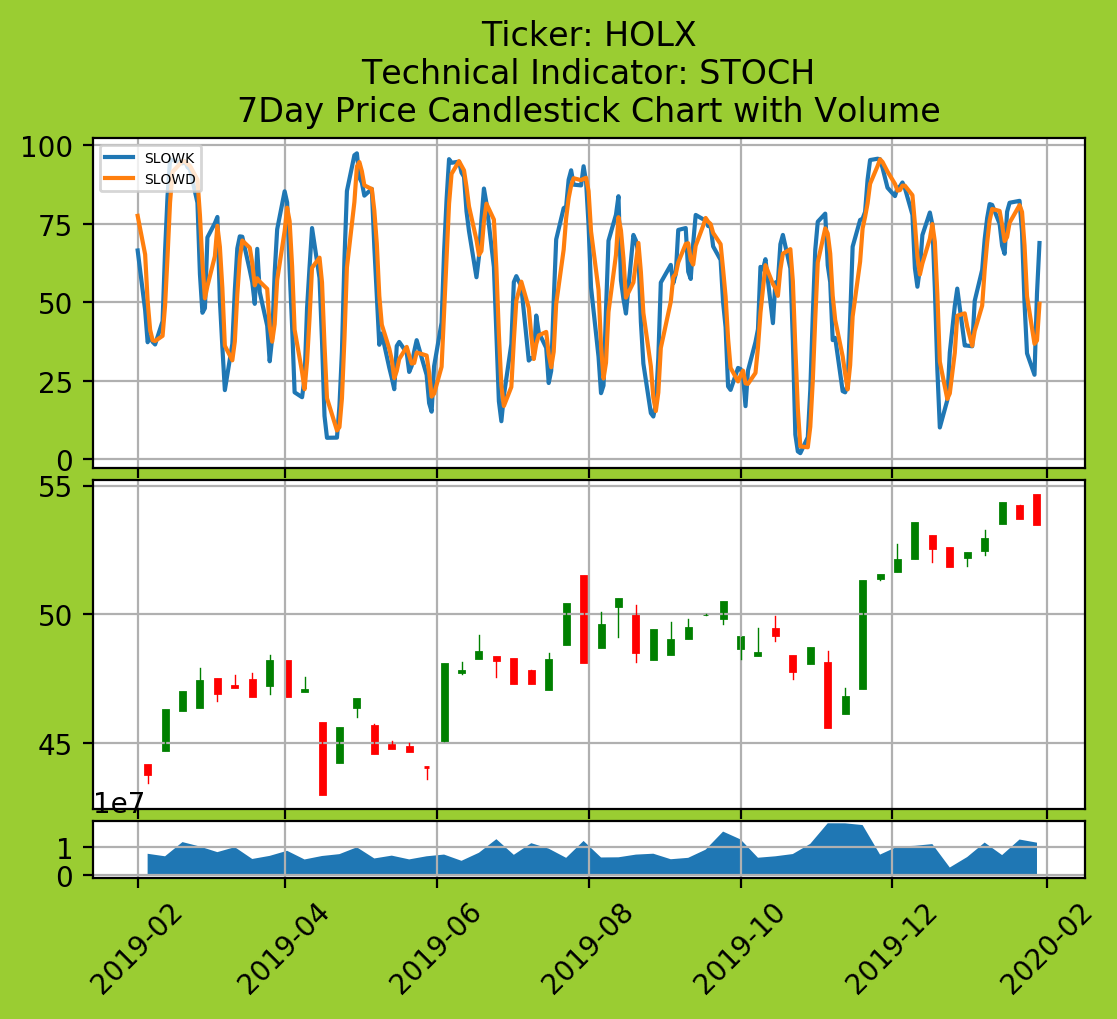 Ticker: HOLX
Technical Indicator: STOCH
7Day Price Candlestick Chart with Volume
100
75
50
25
0
SLOWK
SLOWD
55
50
45
1e7
1
0
2019-02
2019-04
2019-06
2019-08
2019-10
2019-12
2020-02